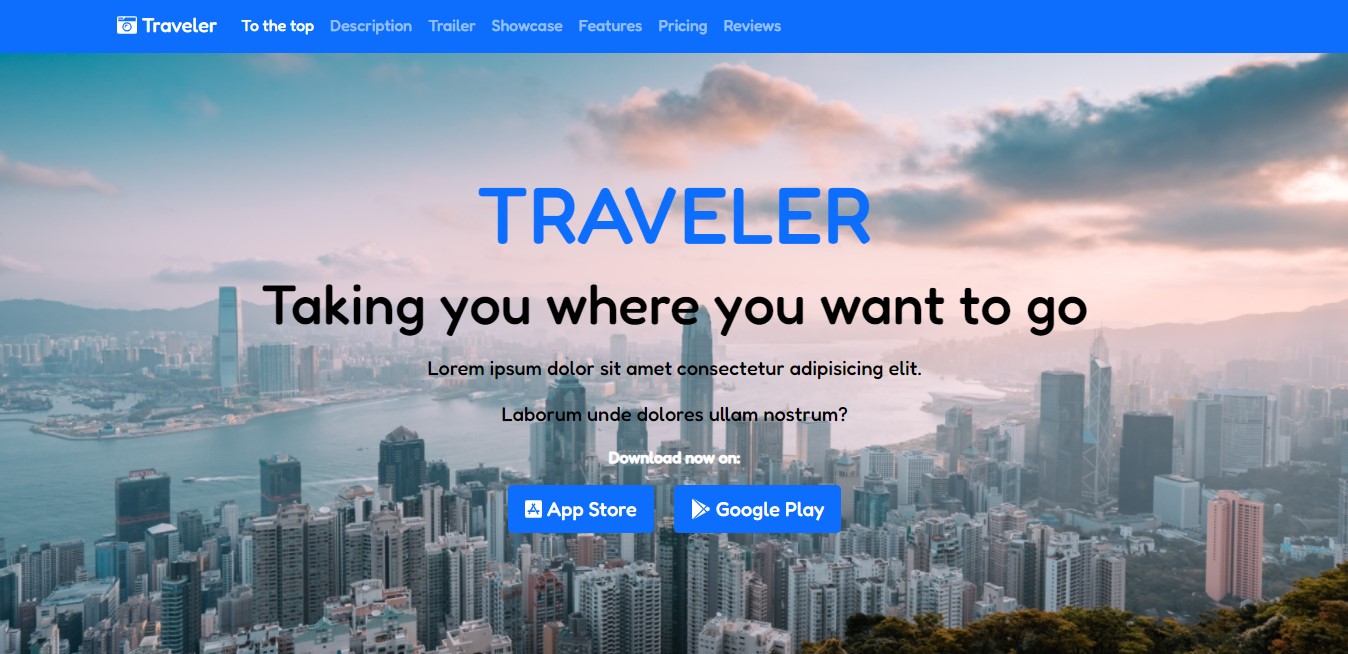 Traveler To the top Description Trailer Showcase Features Pricing Reviews
TRAVELER
Taking you where you want to go
Lorem ipsum dolor sit amet consectetur adipisicing elit.
Laborum unde dolores ullam nostrum?
Download now on:
App Store Google Play